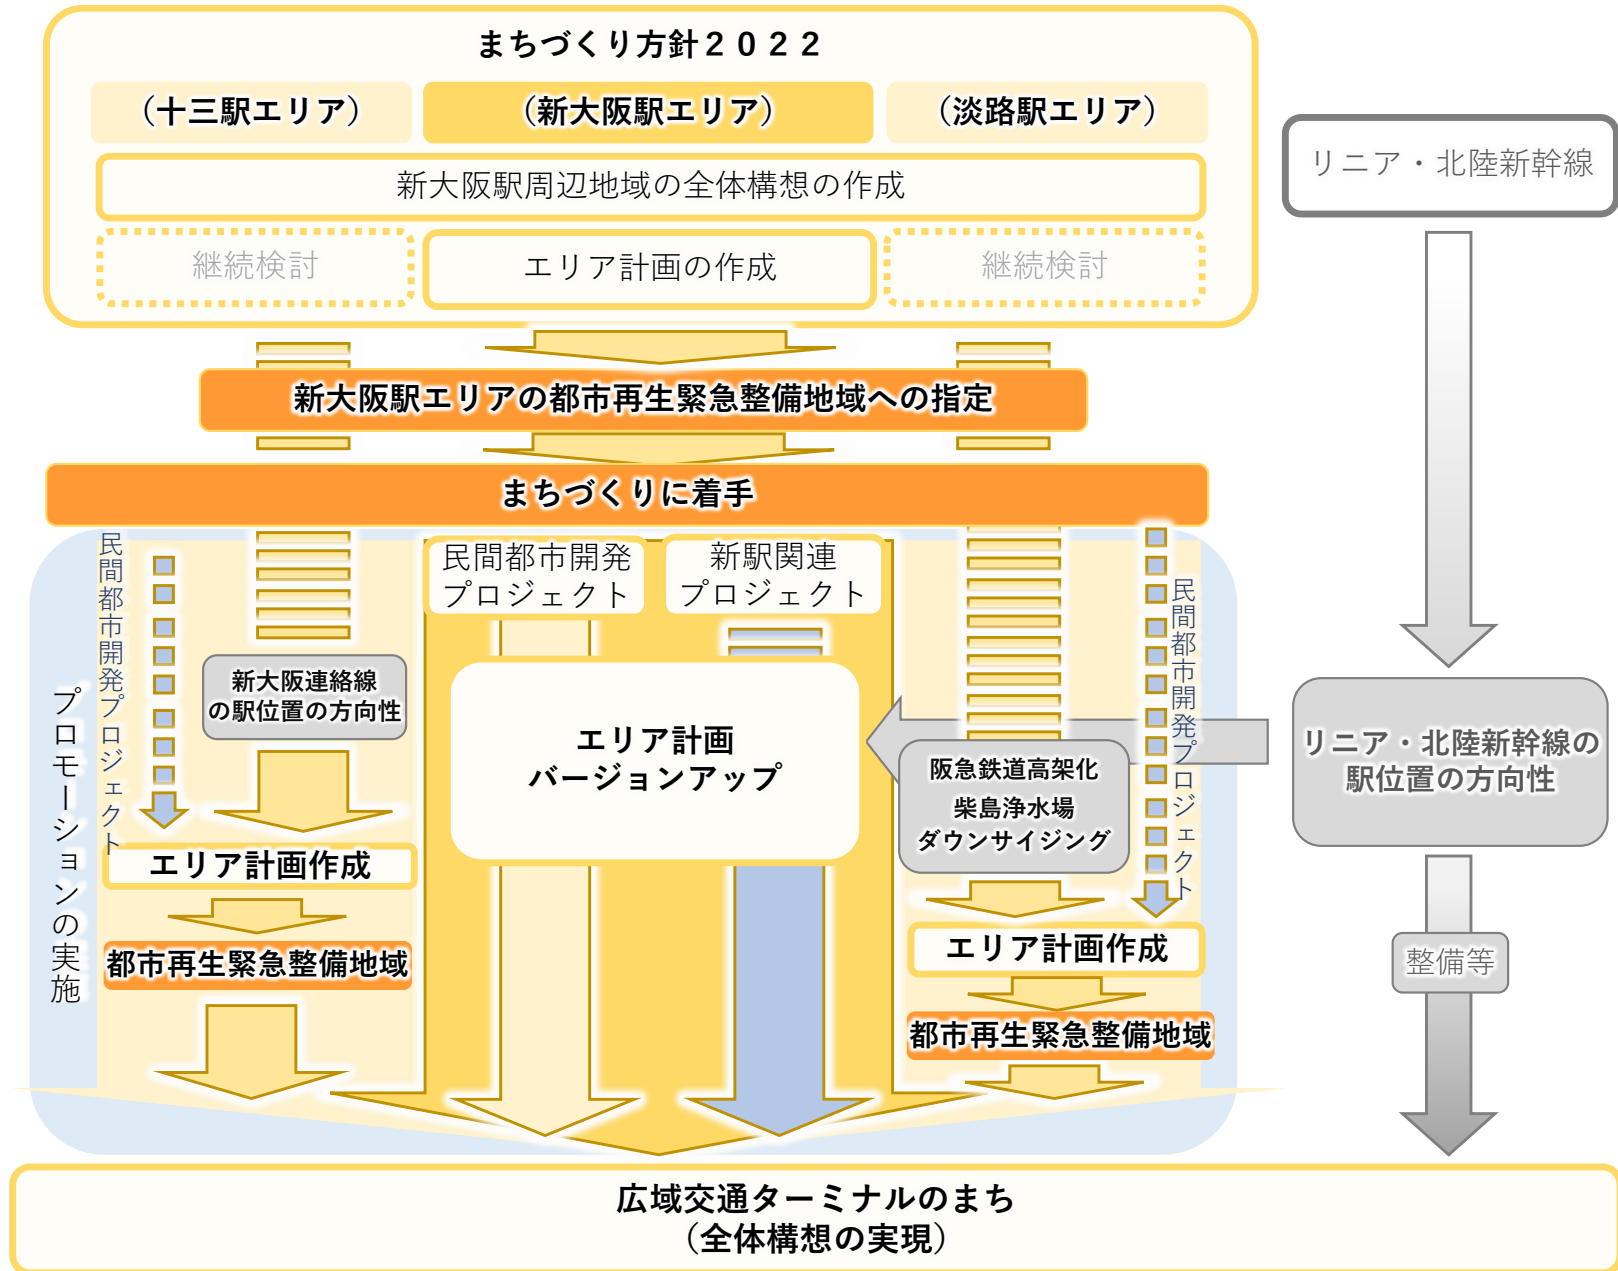 まちづくり方針２０２２
（十三駅エリア）
（新大阪駅エリア）
（淡路駅エリア）
新大阪駅周辺地域の全体構想の作成
継続検討
エリア計画の作成
継続検討
リニア・北陸新幹線
新大阪駅エリアの都市再生緊急整備地域への指定
まちづくりに着手
プロモーションの実施
民間都市開発プロジェクト
新大阪連絡線
の駅位置の方向性
エリア計画作成
都市再生緊急整備地域
民間都市開発
プロジェクト
新駅関連
プロジェクト
エリア計画
バージョンアップ
阪急鉄道高架化
柴島浄水場
ダウンサイジング
民間都市開発プロジェクト
エリア計画作成
都市再生緊急整備地域
リニア・北陸新幹線の
駅位置の方向性
整備等
広域交通ターミナルのまち
（全体構想の実現）